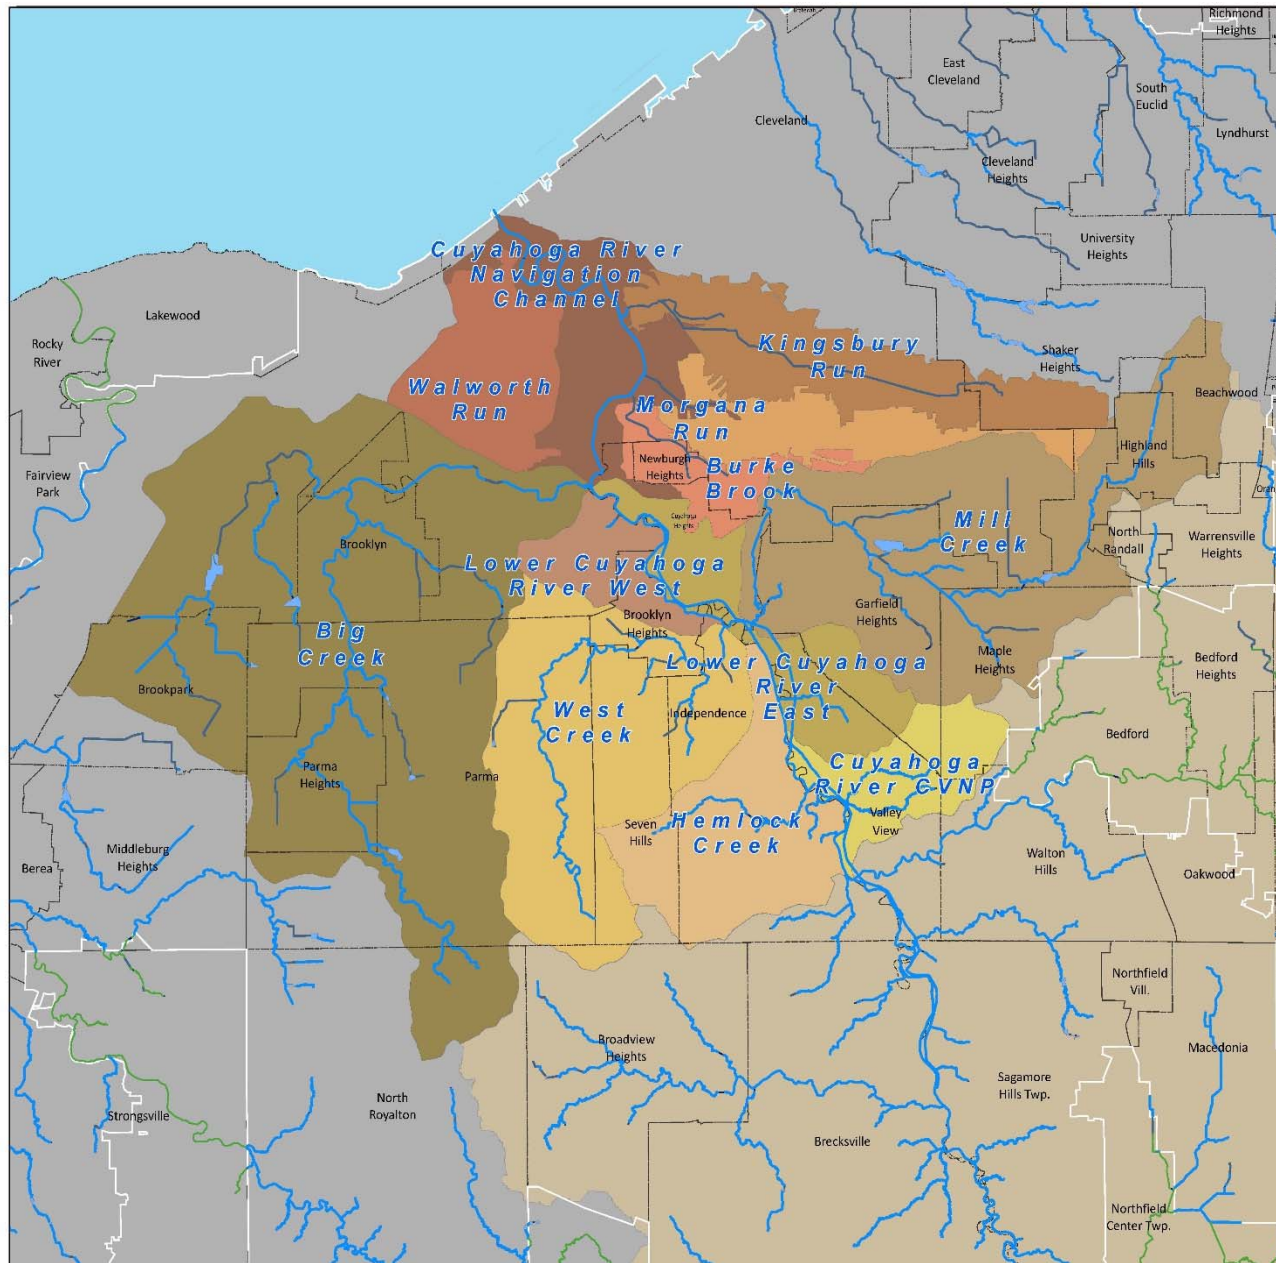 Richmond
Heights
East
Cleveland
South
Euclid
Cleveland
Lyndhurst
Cleveland
Heights
University
Heights
Cuyahoga River
Navigation
Channel
Lakewood
Rocky
River
Kingsbury
Run
Shaker
Heights
Walworth
Run
Beachwood
Morgana
Run
Highland
Hills
Newburgh
Heights
Burke
Brook
Fairview
Park
Oran
Cuyahoga
Heights
Mill
Creek
North
Randall
Warrensville
Heights
Brooklyn
Lower Cuyahoga
River West
Garfield
Heights
Brooklyn
Heights
Big
Creek
Maple
Heights
Bedford
Heights
Lower Cuyahoga
River
East
Brookpark
West
Creek
Independence
Bedford
Cuyahoga
River CVNP
Parma
Heights
Parma
Valley
View
Seven
Hills
Hemlock
Creek
Middleburg
Heights
Berea
Walton
Hills
Oakwood
Northfield
Vill.
Broadview
Heights
Macedonia
Sagamore
Hills Twp.
North
Royalton
Strongsville
Brecksville
Northfield
Center Twp.